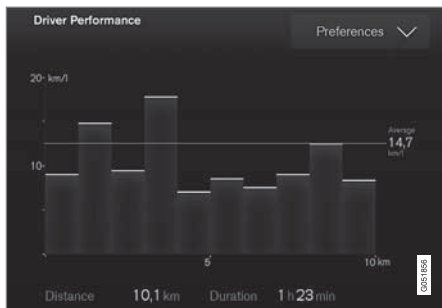 Driver Performance
Preferences
20 km/l
Average
14,7
km/l
10
5
10 km
Distance 10,1 km Duration 1 h 23 min
G051856